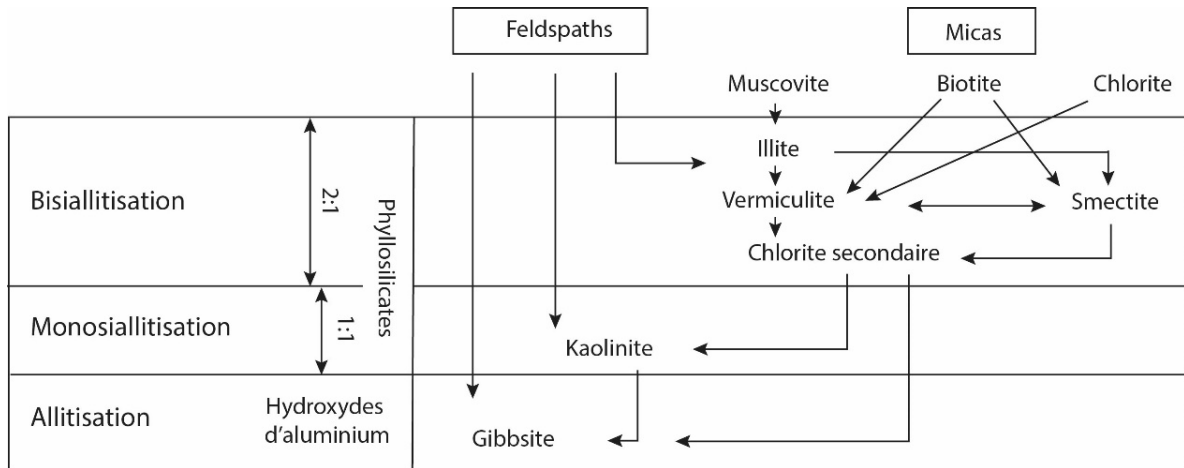 Feldspaths
Micas
Muscovite
Biotite
Chlorite
Illite
Bisiallitisation
2:1
Phyllosilicates
Vermiculite
Smectite
Chlorite secondaire
Monosiallitisation
1:1
Kaolinite
Allitisation
Hydroxydes
d'aluminium
Gibbsite